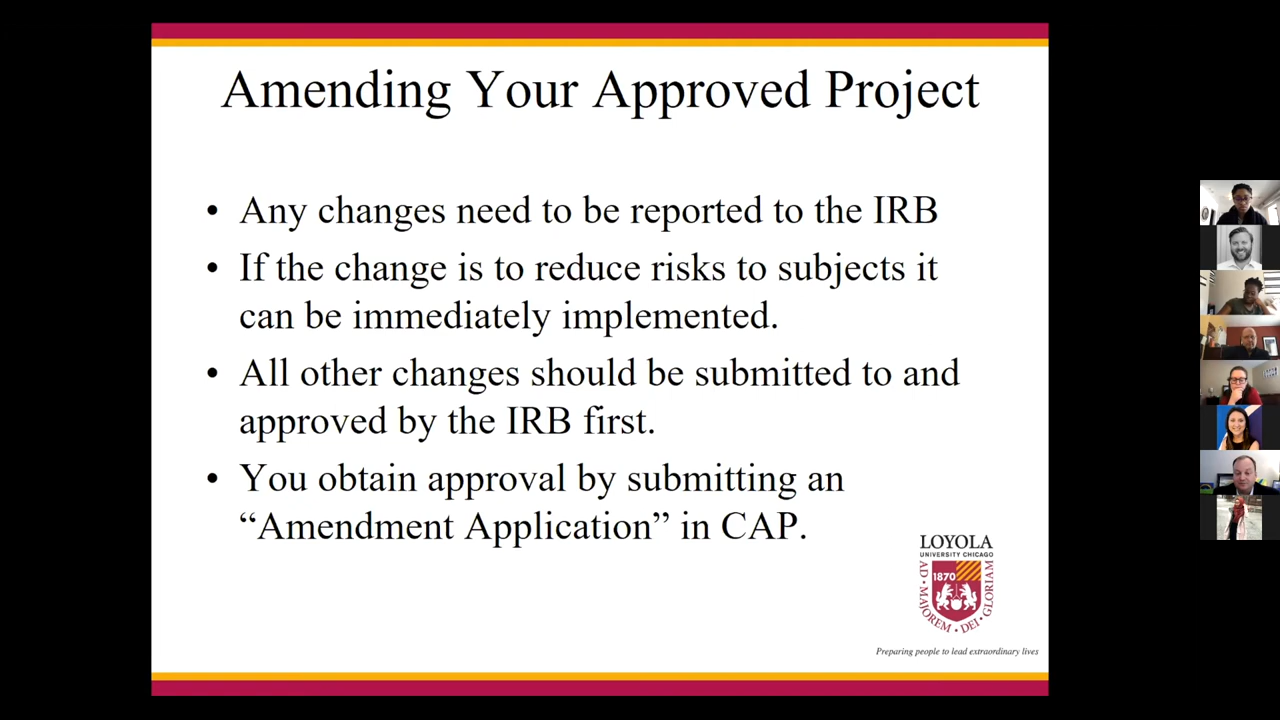 Amending Your Approved Project
• Any changes need to be reported to the IRB
• If the change is to reduce risks to subjects it
can be immediately implemented.
• All other changes should be submitted to and
approved by the IRB first.
• You obtain approval by submitting an
“Amendment Application” in CAP.
LOYOLA
UNIVERSITY CHICAGO
1870
AD • MAJOREM • DEI • GLORIAM
Preparing people to lead extraordinary lives